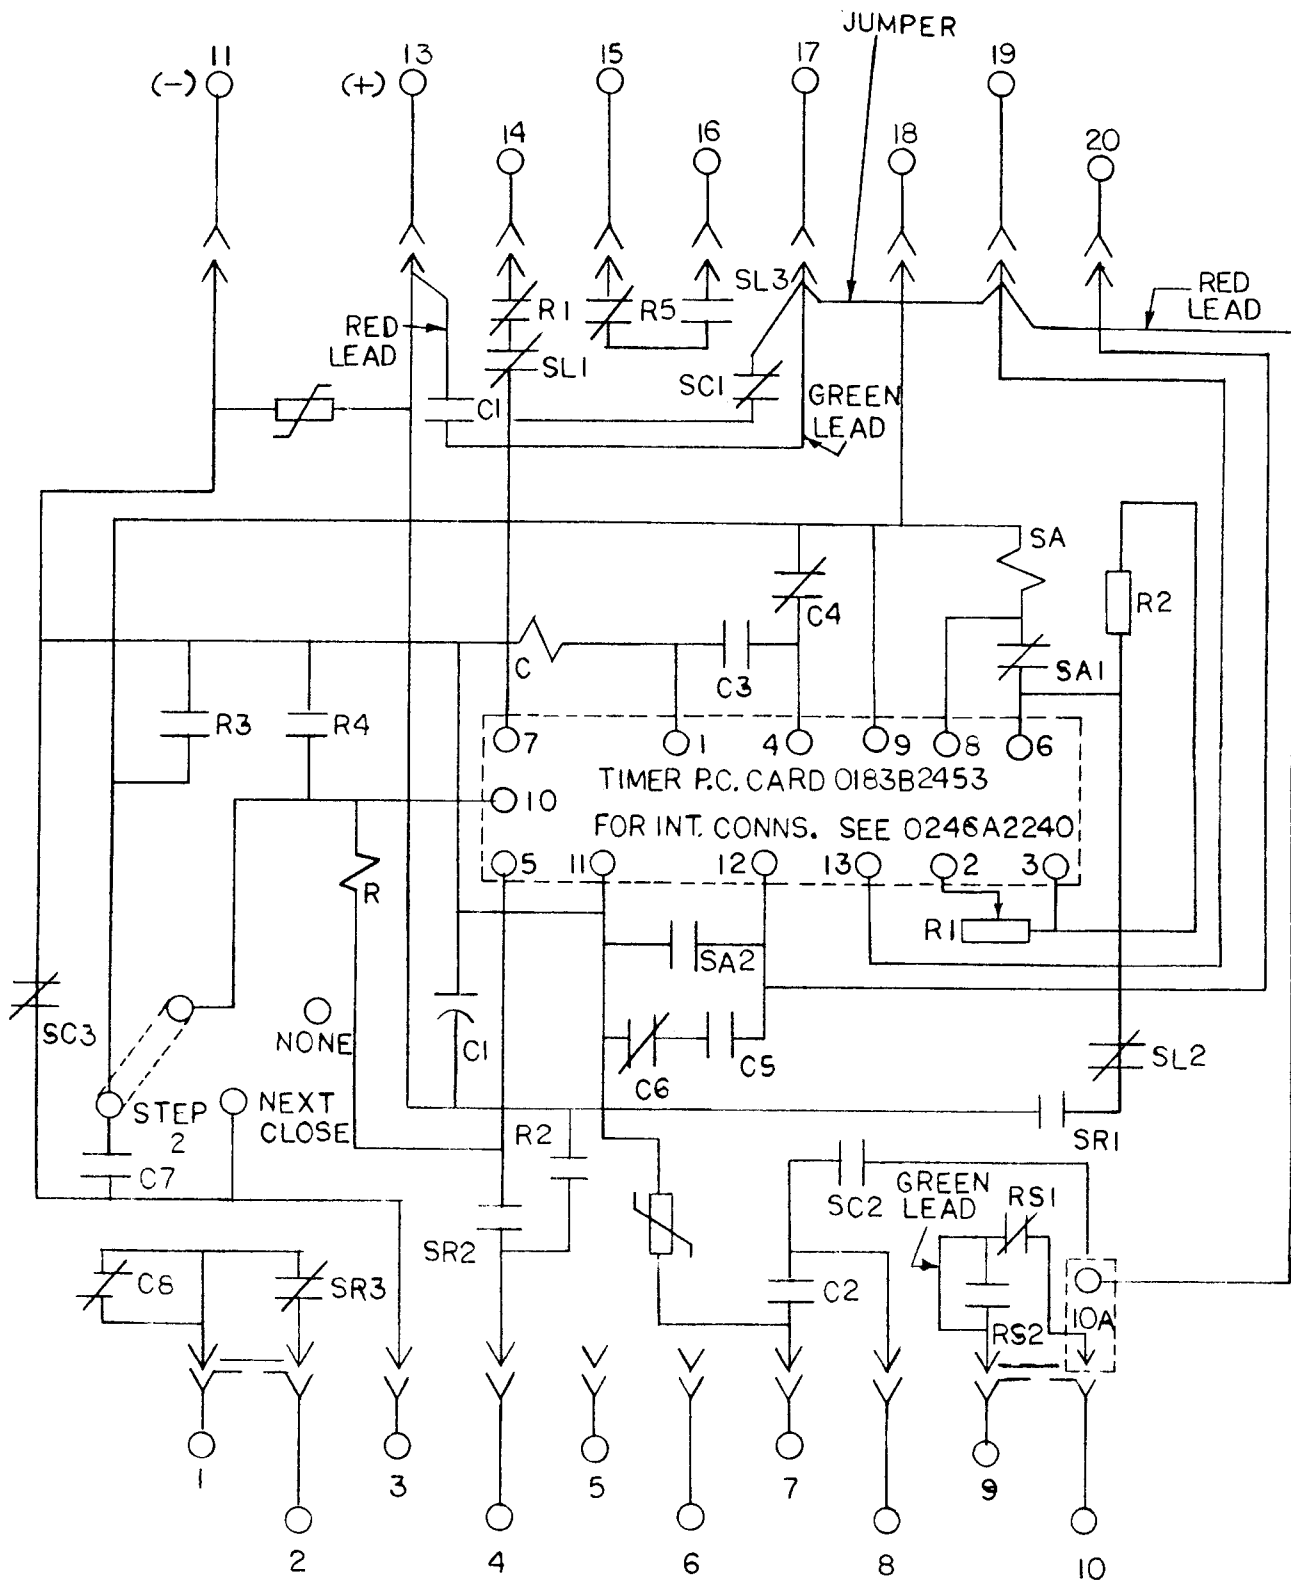 JUMPER
11
13
15
17
19
(-)
(+)
14
16
18
20
SL3
RED
LEAD
R1
R5
RED
LEAD
SL1
SC1
C1
GREEN
LEAD
SA
C4
R2
C
C3
SA1
R3
R4
7
1
4
9
8
6
TIMER P.C. CARD 0183B2453
10
FOR INT. CONNS. SEE 0246A2240
5
11
12
13
2
3
R
R1
SA2
SC3
NONE
C1
C6
C5
SL2
STEP
2
NEXT
CLOSE
R2
SR1
C7
SC2
GREEN
LEAD
RS1
SR2
C8
SR3
C2
RS2
10A
1
3
5
7
9
2
4
6
8
10